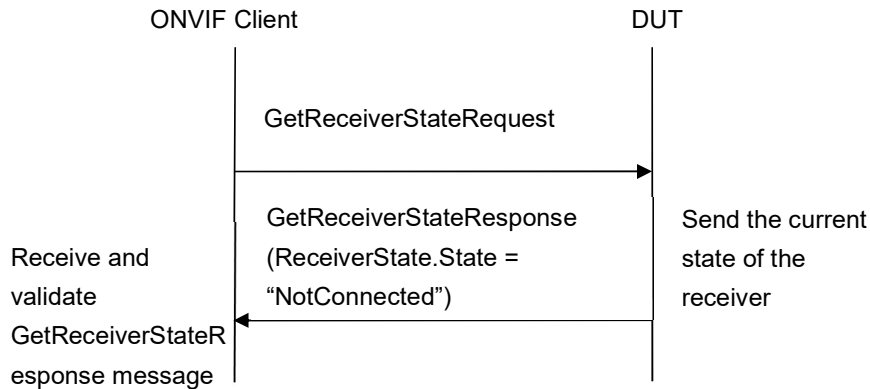 ONVIF Client
DUT
GetReceiverStateRequest
GetReceiverStateResponse
(ReceiverState.State =
“NotConnected”)
Send the current
state of the
receiver
Receive and
validate
GetReceiverStateR
esponse message